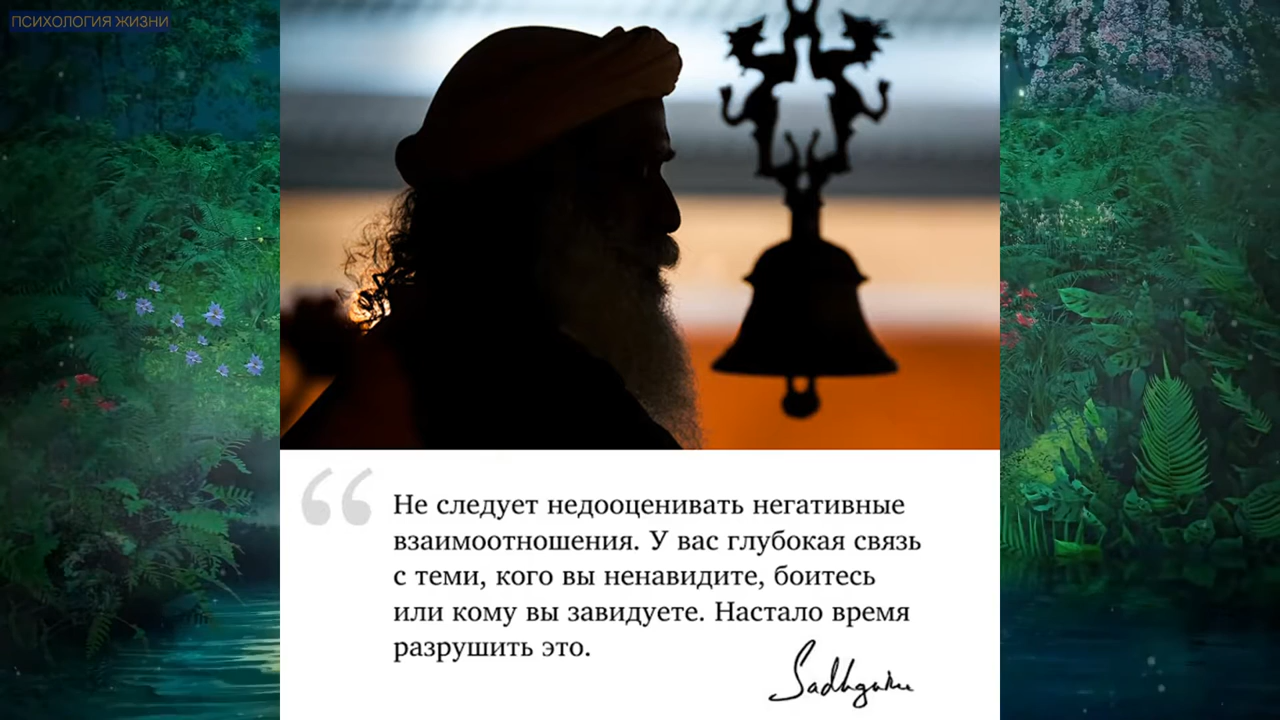 ПСИХОЛОГИЯ ЖИЗНИ
“
Не следует недооценивать негативные
взаимоотношения. У вас глубокая связь
с теми, кого вы ненавидите, боитесь
или кому вы завидуете. Настало время
разрушить это.
Sadhguru